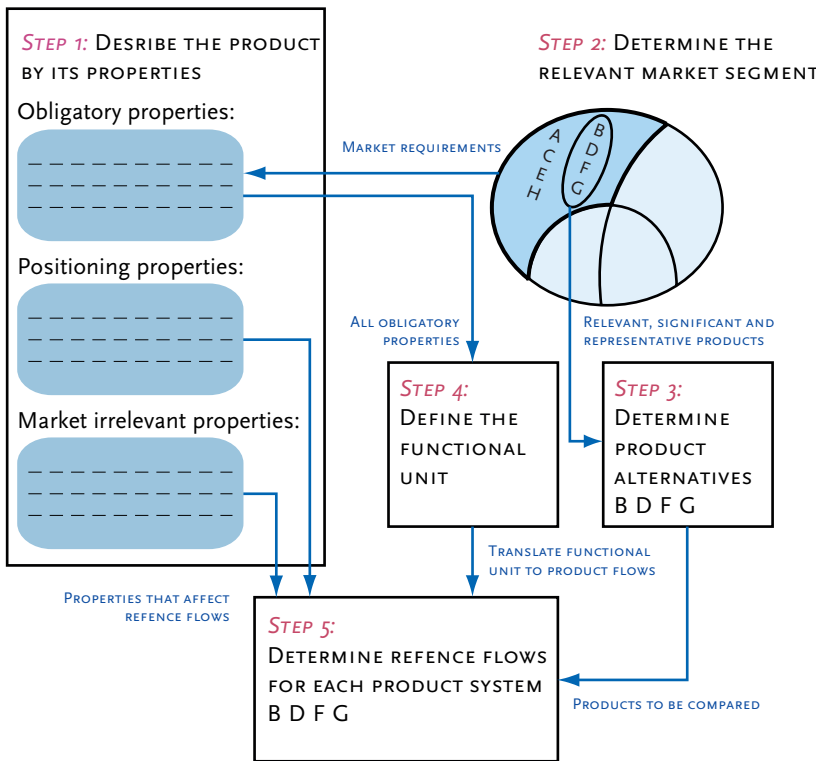 STEP 1: DESRIBE THE PRODUCT
BY ITS PROPERTIES
Obligatory properties:
Positioning properties:
Market irrelevant properties:
STEP 2: DETERMINE THE
RELEVANT MARKET SEGMENT
MARKET REQUIREMENTS
A
C
E
H
B
D
F
G
ALL OBLIGATORY
PROPERTIES
RELEVANT, SIGNIFICANT AND
REPRESENTATIVE PRODUCTS
STEP 4:
DEFINE THE
FUNCTIONAL
UNIT
STEP 3:
DETERMINE
PRODUCT
ALTERNATIVES
B D F G
TRANSLATE FUNCTIONAL
UNIT TO PRODUCT FLOWS
PROPERTIES THAT AFFECT
REFENCE FLOWS
STEP 5:
DETERMINE REFENCE FLOWS
FOR EACH PRODUCT SYSTEM
B D F G
PRODUCTS TO BE COMPARED